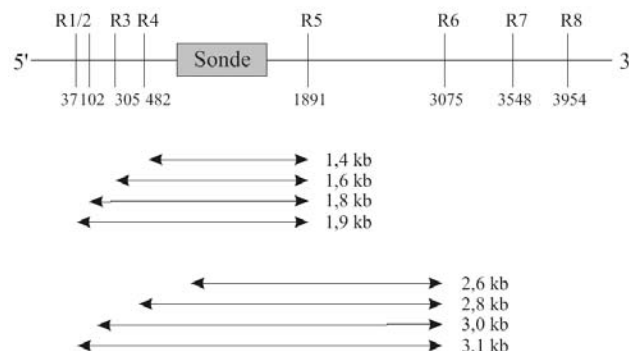 R1/2 R3 R4 R5 R6 R7 R8
5' Sonde 3
37 102 305 482 1891 3075 3548 3954
1,4 kb
1,6 kb
1,8 kb
1,9 kb
2,6 kb
2,8 kb
3,0 kb
3,1 kb